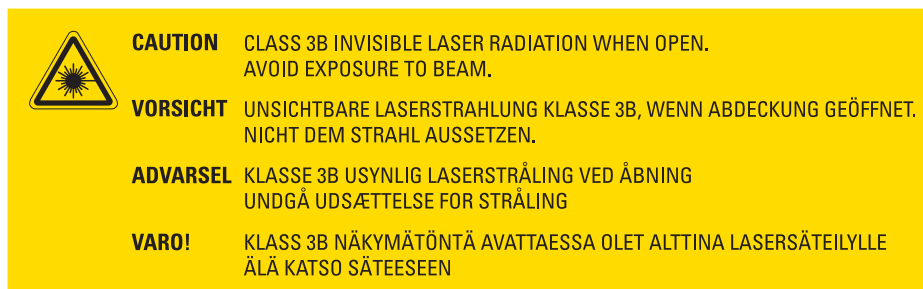 CAUTION CLASS 3B INVISIBLE LASER RADIATION WHEN OPEN.
AVOID EXPOSURE TO BEAM.
VORSICHT UNSICHTBARE LASERSTRAHLUNG KLASSE 3B, WENN ABDECKUNG GEÖFFNET.
NICHT DEM STRAHL AUSSETZEN.
ADVARSEL KLASSE 3B USYNLIG LASERSTRÅLING VED ÅBNING
UNDGÅ UDSÆTTELSE FOR STRÅLING
VARO! KLASS 3B NÄKYMÄTÖNTÄ AVATTAESSA OLET ALTTINA LASERSÄTEILYLLE
ÄLÄ KATSO SÄTEESEEN